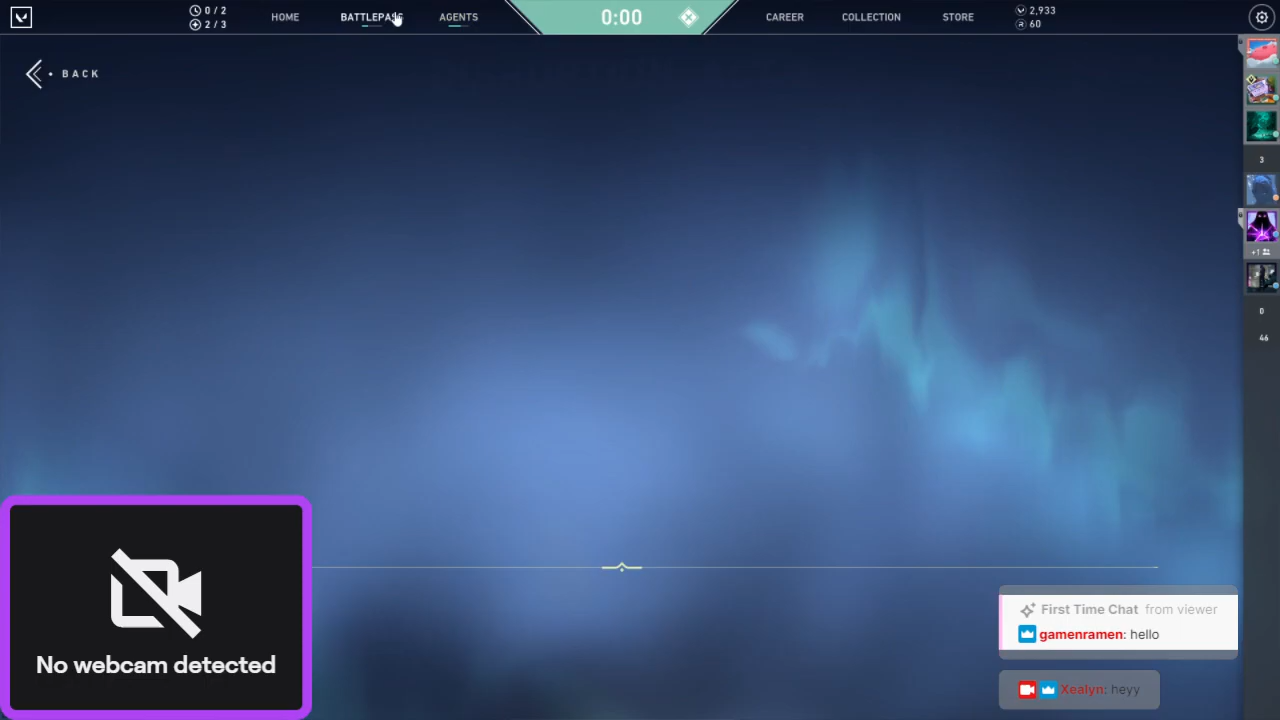 0 / 2
2 / 3
HOME
BATTLEPASS
AGENTS
0:00
CAREER
COLLECTION
STORE
2,933
60
BACK
3
+1
0
46
No webcam detected
First Time Chat from viewer
gamenramen: hello
Xealyn: heyy